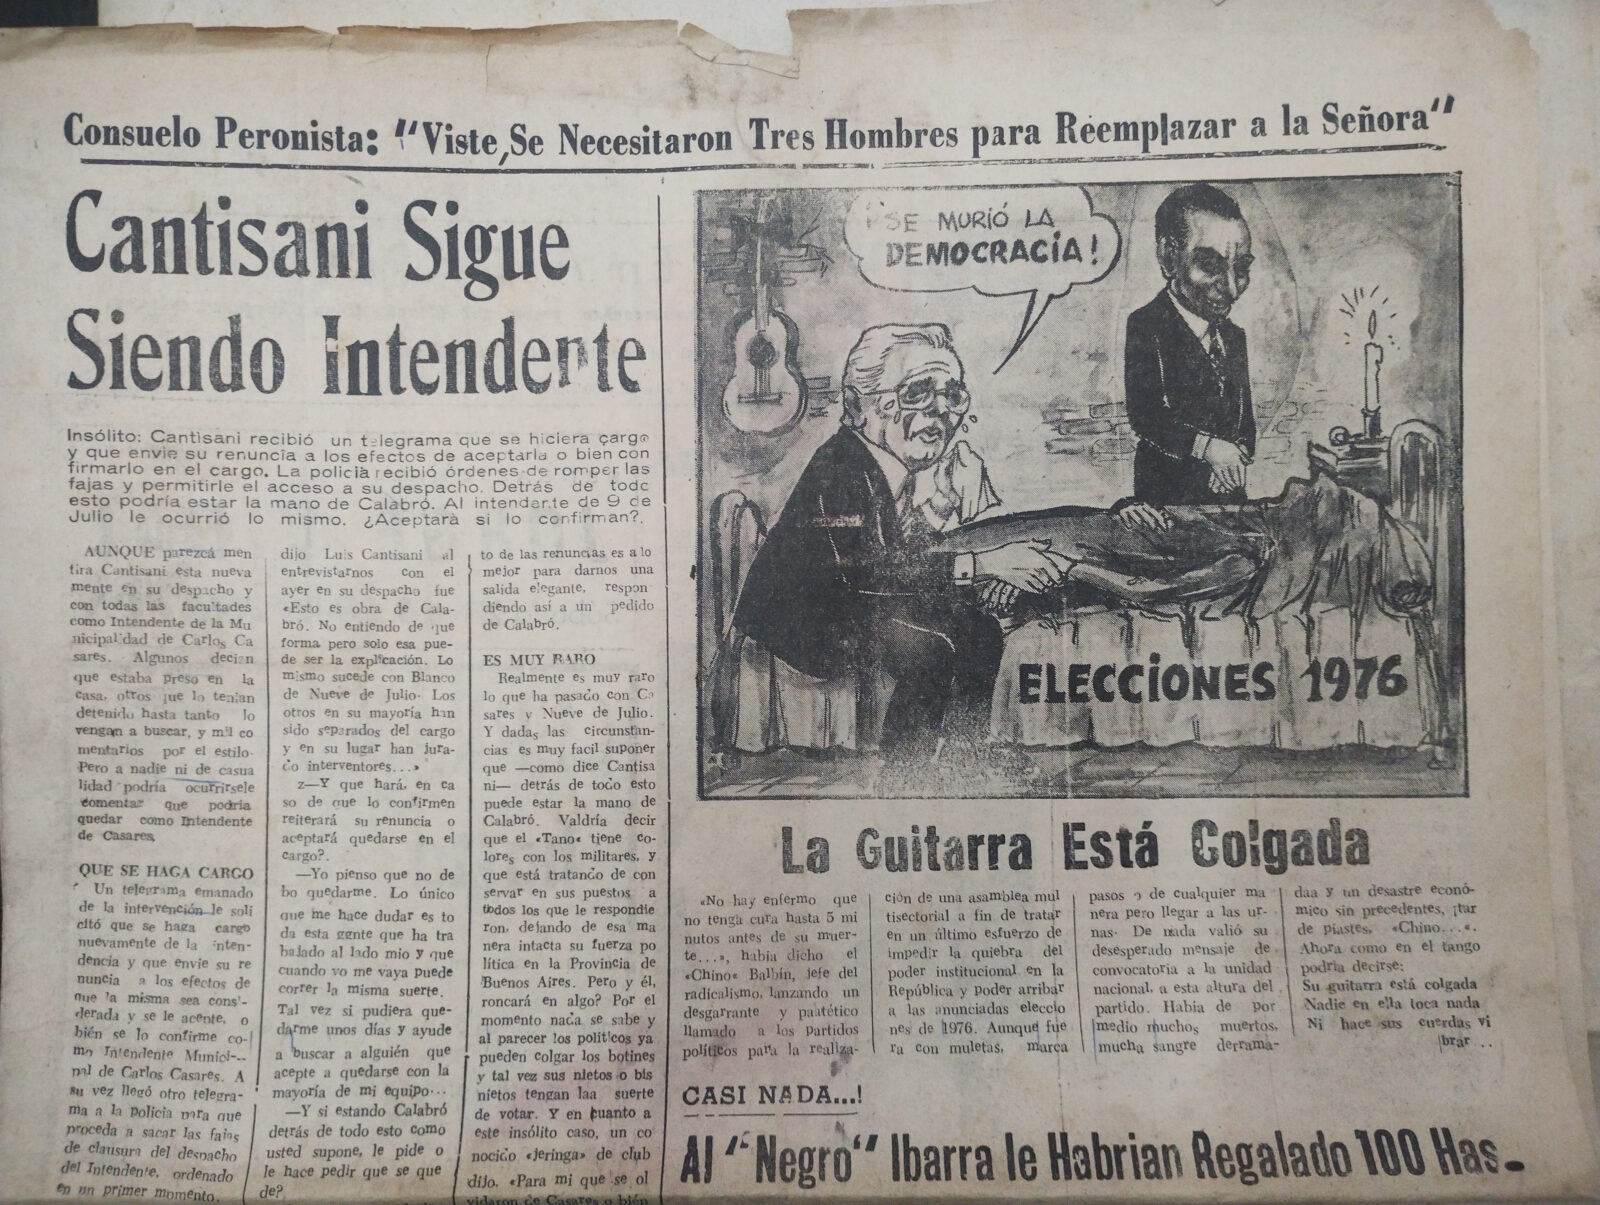 Consuelo Peronista: "Viste, Se Necesitaron Tres Hombres para Reemplazar a la Señora"
Cantisani Sigue
Siendo Intendente
Insólito: Cantisani recibió un telegrama que se hiciera cargo
y que envie su renuncia a los efectos de aceptarla o bien con
firmarlo en el cargo. La policia recibió órdenes de romper las
fajas y permitirle el acceso a su despacho. Detrás de todo
esto podría estar la mano de Calabró. Al intendente de 9 de
Julio le ocurrió lo mismo. ¿Aceptará si lo confirman?.
AUNQUE parezcá men
tira Cantisani esta nueva
mente en su despacho y
con todas las facultades
como Intendente de la Mu
nicipalidad de Carlos Ca
sares. Algunos decian
que estaba preso en la
casa, otros que lo tenian
detenido hasta tanto lo
vengan a buscar, y mil co
mentarios por el estilo.
Pero a nadie ni de casua
lidad podría ocurrírsele
comentar que podria
quedar como Intendente
de Casares.
QUE SE HAGA CARGO
Un telegrama emanado
de la intervención le soli
citó que se haga cargo
nuevamente de la inten-
dencia y que envie su re
nuncia a los efectos de
que la misma sea consi-
derada y se le acepte, o
bién se lo confirme co-
mo Intendente Munici-
pal de Carlos Casares. A
su vez llegó otro telegra-
ma a la policia para que
proceda a sacar las fajas
de clausura del despacho
del Intendente, ordenado
en un primer momento.
dijo Luis Cantisani al
entrevistarnos con el
ayer en su despacho fue
«Esto es obra de Cala-
bró. No entiendo de que
forma pero solo esa pue-
de ser la explicación. Lo
mismo sucede con Blanco
de Nueve de Julio. Los
otros en su mayoría han
sido separados del cargo
y en su lugar han jura-
do interventores...»
z—Y que hará, en ca
so de que lo confirmen
reiterará su renuncia o
aceptará quedarse en el
cargo?.
—Yo pienso que no de-
bo quedarme. Lo único
que me hace dudar es to
da esta gente que ha tra
bajado al lado mio y que
cuando vo me vaya puede
correr la misma suerte.
Tal vez si pudiera que-
darme unos días y ayude
a buscar a alguién que
acepte a quedarse con la
mayoría de mi equipo...
—Y si estando Calabró
detrás de todo esto como
usted supone, le pide o
le hace pedir que se que
de?
to de las renuncias es a lo
mejor para darnos una
salida elegante, respon
diendo así a un pedido
de Calabró.
ES MUY RARO
Realmente es muy raro
lo que ha pasado con Ca
sares y Nueve de Julio.
Y dadas las circunstan-
cias es muy facil suponer
que —como dice Cantisa
ni— detrás de todo esto
puede estar la mano de
Calabró. Valdría decir
que el «Tano« tiene co-
lores con los militares, y
que está tratando de con
servar en sus puestos a
todos los que le respondie
ron, dejando de esa ma
nera intacta su fuerza po
lítica en la Provincia de
Buenos Aires. Pero y él,
roncará en algo? Por el
momento nada se sabe y
al parecer los políticos ya
pueden colgar los botines
y tal vez sus nietos o bis
nietos tengan laa suerte
de votar. Y en cuanto a
este insólito caso, un co
nocido «jeringa» de club
dijo. «Para mi que se ol
vidaron de Casares o bién
"SE MURIÓ LA
DEMOCRACÍA!
ELECCIONES 1976
La Guitarra Está Colgada
«No hay enfermo que
no tenga cura hasta 5 mi
nutos antes de su muer-
te...», habia dicho el
«Chino« Balbín, jefe del
radicalismo, lanzando un
desgarrante y patético
llamado a los partidos
políticos para la realiza-
ción de una asamblea mul
tisectorial a fin de tratar
en un último esfuerzo de
impedir la quiebra del
poder institucional en la
República y poder arribar
a las anunciadas eleccio
nes de 1976. Aunque fue
ra con muletas, marca
pasos o de cualquier ma
nera pero llegar a las ur-
nas. De nada valió su
desesperado mensaje de
convocatoria a la unidad
nacional, a esta altura del
partido. Habia de por
medio muchos muertos,
mucha sangre derrama-
daa y un desastre econó-
mico sin precedentes, ¡tar
de piastes, «Chino...«.
Ahora como en el tango
podria decirse:
Su guitarra está colgada
Nadie en ella toca nada
Ni hace sus cuerdas vi
brar...
CASI NADA...!
Al "Negro" Ibarra le Habrian Regalado 100 Has.